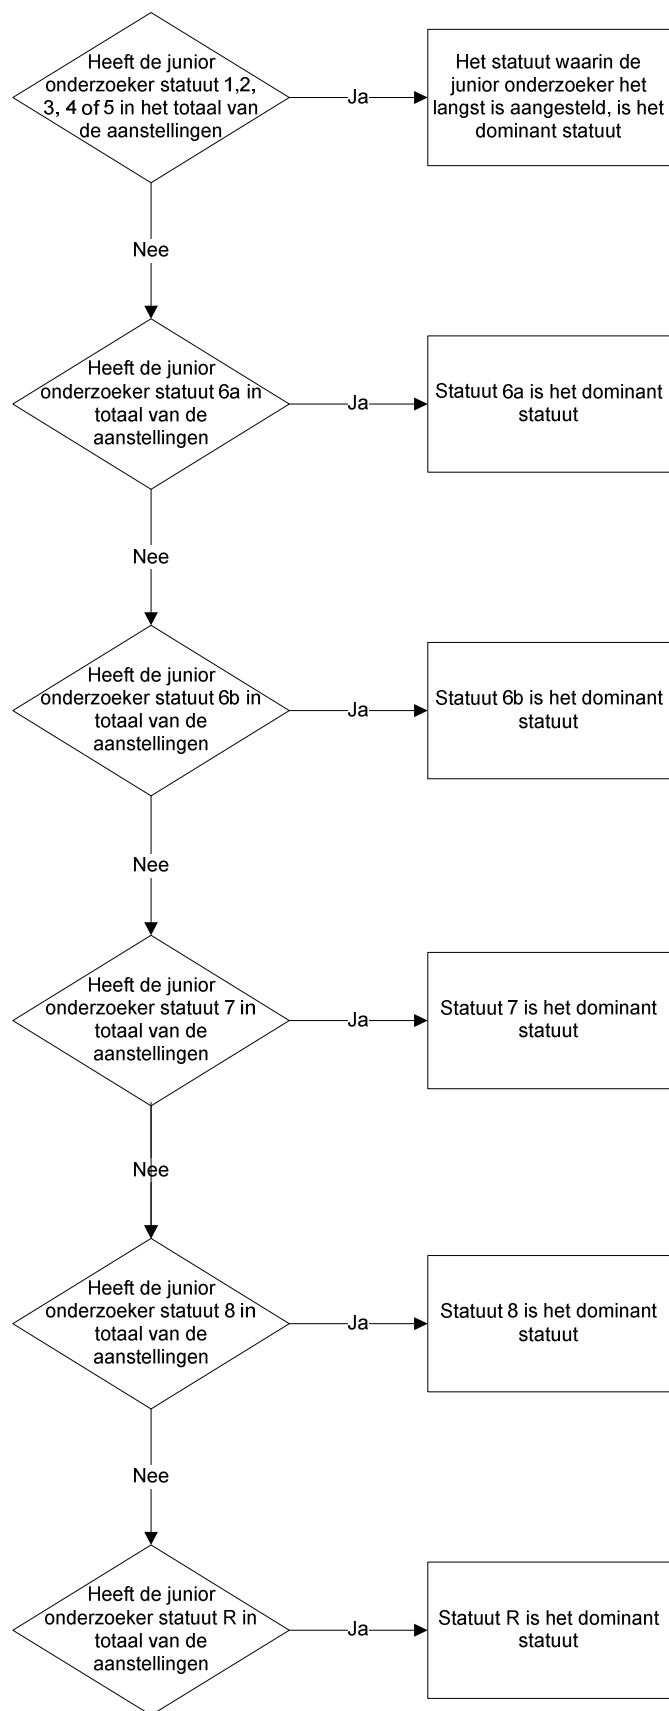 Heeft de junior
onderzoeker statuut 1,2,
3, 4 of 5 in het totaal van
de aanstellingen
Ja
Het statuut waarin de
junior onderzoeker het
langst is aangesteld, is het
dominant statuut
Nee
Heeft de junior
onderzoeker statuut 6a in
totaal van de
aanstellingen
Ja
Statuut 6a is het dominant
statuut
Nee
Heeft de junior
onderzoeker statuut 6b in
totaal van de
aanstellingen
Ja
Statuut 6b is het dominant
statuut
Nee
Heeft de junior
onderzoeker statuut 7 in
totaal van de
aanstellingen
Ja
Statuut 7 is het dominant
statuut
Nee
Heeft de junior
onderzoeker statuut 8 in
totaal van de
aanstellingen
Ja
Statuut 8 is het dominant
statuut
Nee
Heeft de junior
onderzoeker statuut R in
totaal van de
aanstellingen
Ja
Statuut R is het dominant
statuut